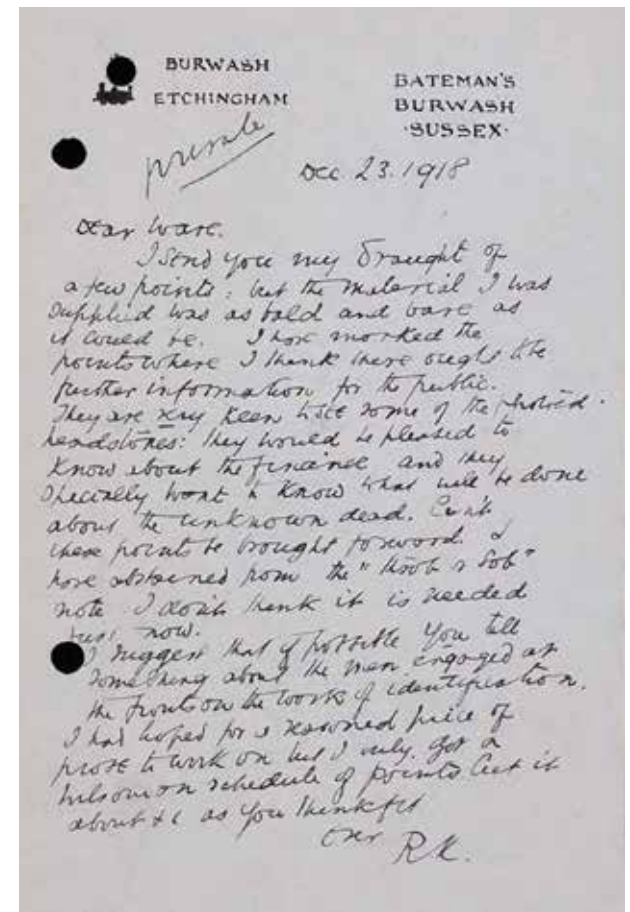 BURWASH
ETCHINGHAM
BATEMAN'S
BURWASH
·SUSSEX·
private
Dec. 23. 1918
Dear Ware.
I send you my draught of
a few points: but the material I was
supplied was as bald and bare as
it could be. I have marked the
points where I think there ought to be
further information for the public.
They are very keen to see some of the
headstones: they would be pleased to
know about the finance and they
specially want to know what will be done
about the unknown dead. Can't
these points be brought forward. I
have abstained from the "throb & sob"
note I don't think it is needed
just now.
I suggest that if possible you tell
something about the men engaged at
the front on the work of identification.
I had hoped for a reasoned piece of
prose to work on but I only got a
Wilsonian schedule of points Cut it
about &c as you think fit
Ever
R.K.